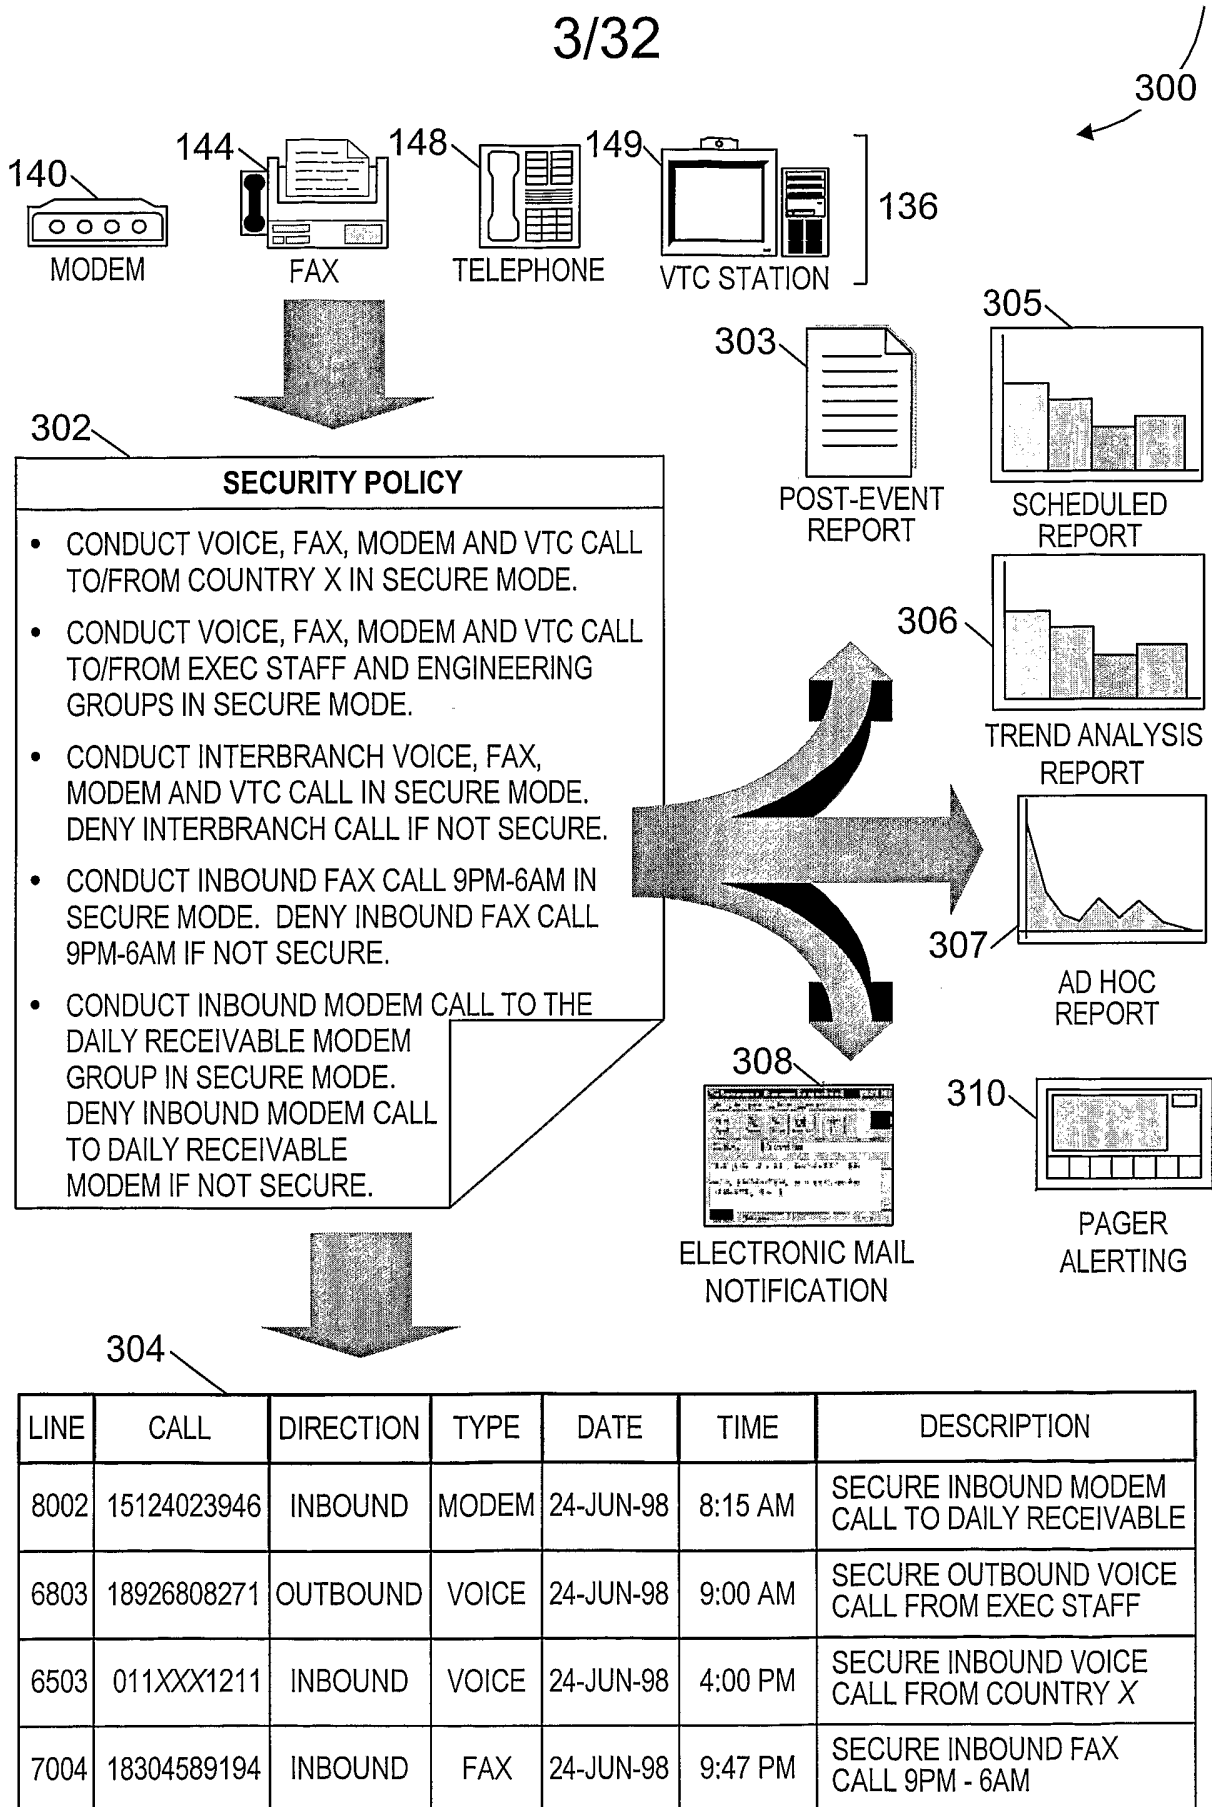 3/32
300
140
144
148
149
136
MODEM
FAX
TELEPHONE
VTC STATION
303
305
POST-EVENT
REPORT
SCHEDULED
REPORT
306
TREND ANALYSIS
REPORT
307
AD HOC
REPORT
302
SECURITY POLICY
• CONDUCT VOICE, FAX, MODEM AND VTC CALL
TO/FROM COUNTRY X IN SECURE MODE.
• CONDUCT VOICE, FAX, MODEM AND VTC CALL
TO/FROM EXEC STAFF AND ENGINEERING
GROUPS IN SECURE MODE.
• CONDUCT INTERBRANCH VOICE, FAX,
MODEM AND VTC CALL IN SECURE MODE.
DENY INTERBRANCH CALL IF NOT SECURE.
• CONDUCT INBOUND FAX CALL 9PM-6AM IN
SECURE MODE. DENY INBOUND FAX CALL
9PM-6AM IF NOT SECURE.
• CONDUCT INBOUND MODEM CALL TO THE
DAILY RECEIVABLE MODEM
GROUP IN SECURE MODE.
DENY INBOUND MODEM CALL
TO DAILY RECEIVABLE
MODEM IF NOT SECURE.
308
ELECTRONIC MAIL
NOTIFICATION
310
PAGER
ALERTING
304
LINE CALL DIRECTION TYPE DATE TIME DESCRIPTION
8002 15124023946 INBOUND MODEM 24-JUN-98 8:15 AM SECURE INBOUND MODEM
CALL TO DAILY RECEIVABLE
6803 18926808271 OUTBOUND VOICE 24-JUN-98 9:00 AM SECURE OUTBOUND VOICE
CALL FROM EXEC STAFF
6503 011XXX1211 INBOUND VOICE 24-JUN-98 4:00 PM SECURE INBOUND VOICE
CALL FROM COUNTRY X
7004 18304589194 INBOUND FAX 24-JUN-98 9:47 PM SECURE INBOUND FAX
CALL 9PM - 6AM